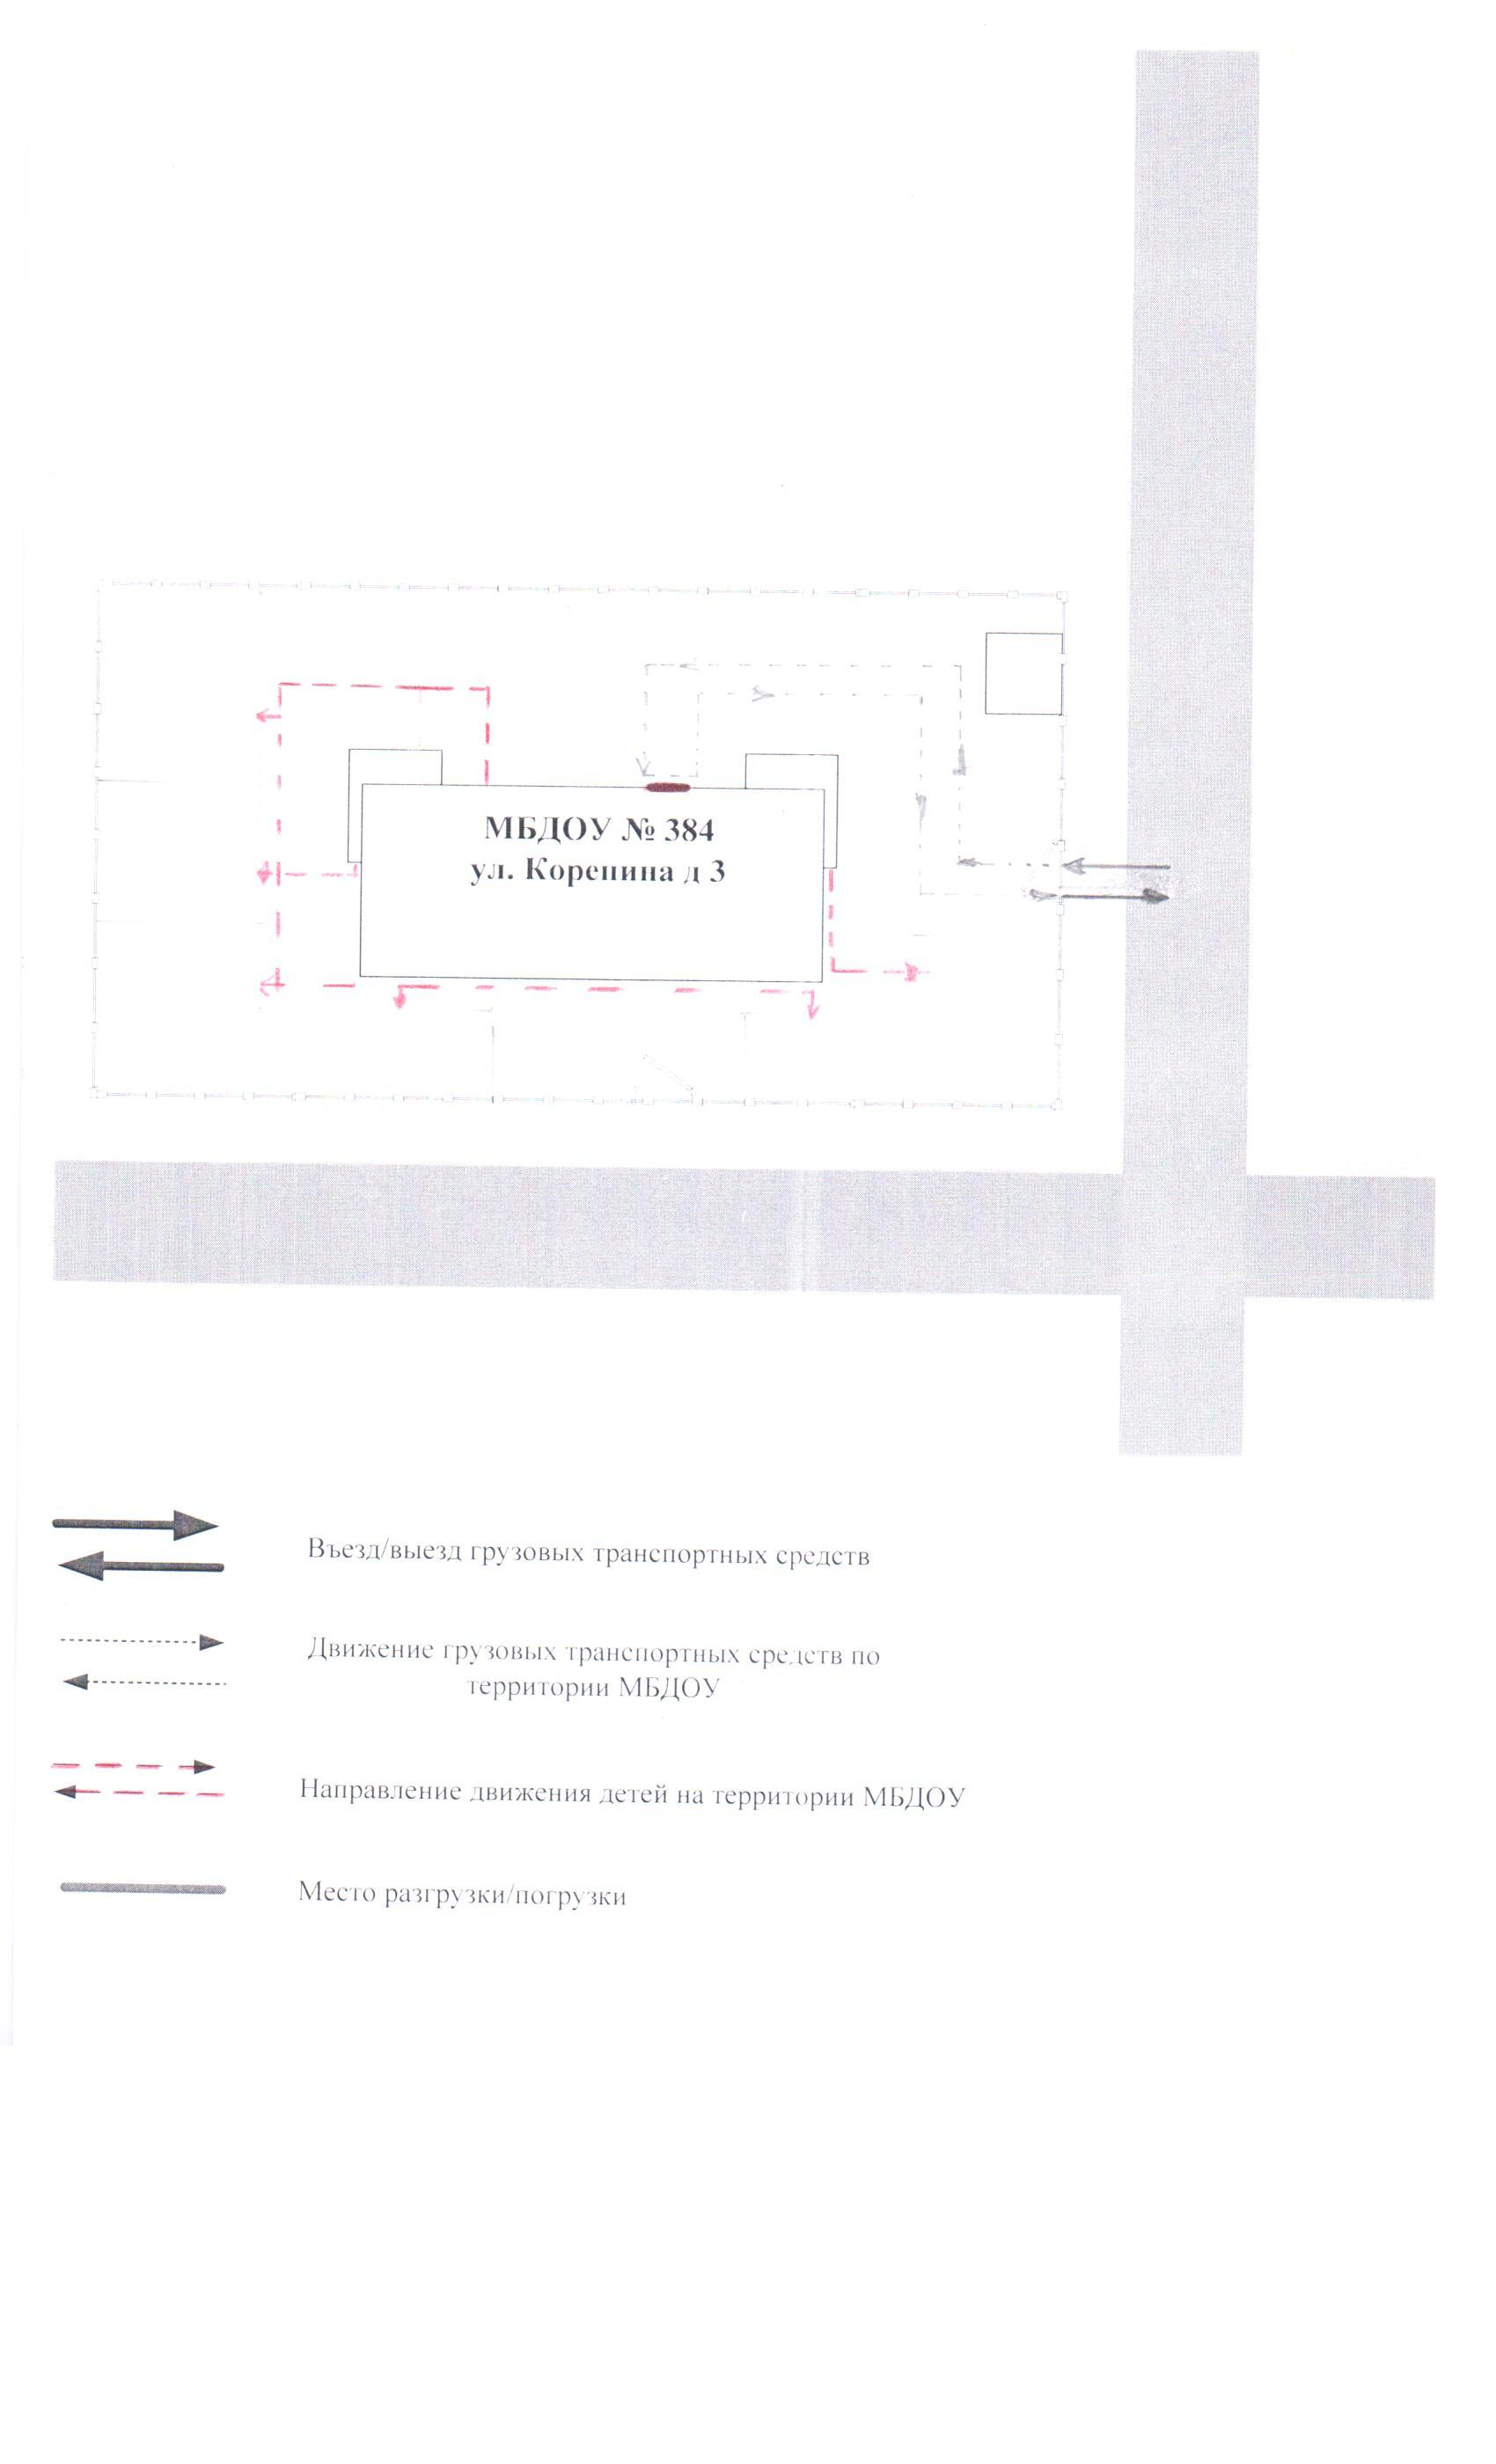 МБДОУ № 384
ул. Коренина д 3
Въезд/выезд грузовых транспортных средств
Движение грузовых транспортных средств по
территории МБДОУ
Направление движения детей на территории МБДОУ
Место разгрузки/погрузки